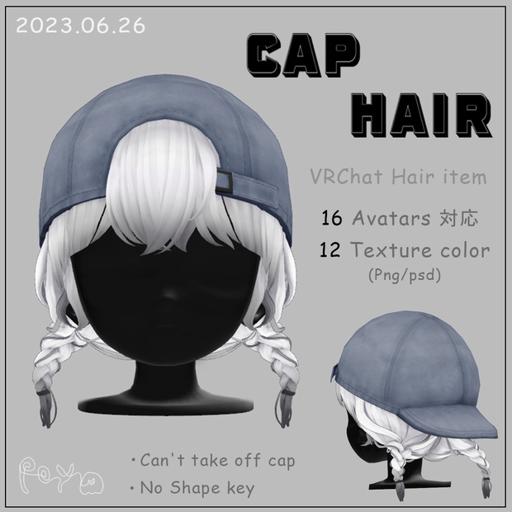 2023.06.26
CAP
HAIR
VRChat Hair item
16 Avatars 対応
12 Texture color
(Png/psd)
・Can't take off cap
・No Shape key